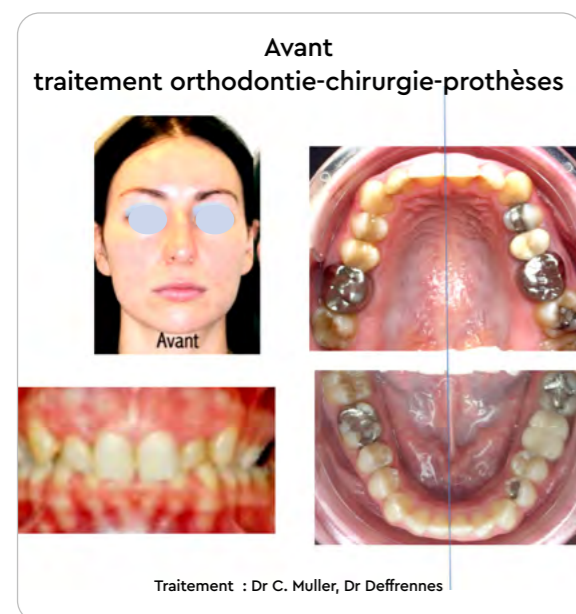 Avant
traitement orthodontie-chirurgie-prothèses
Avant
Traitement : Dr C. Muller, Dr Deffrennes